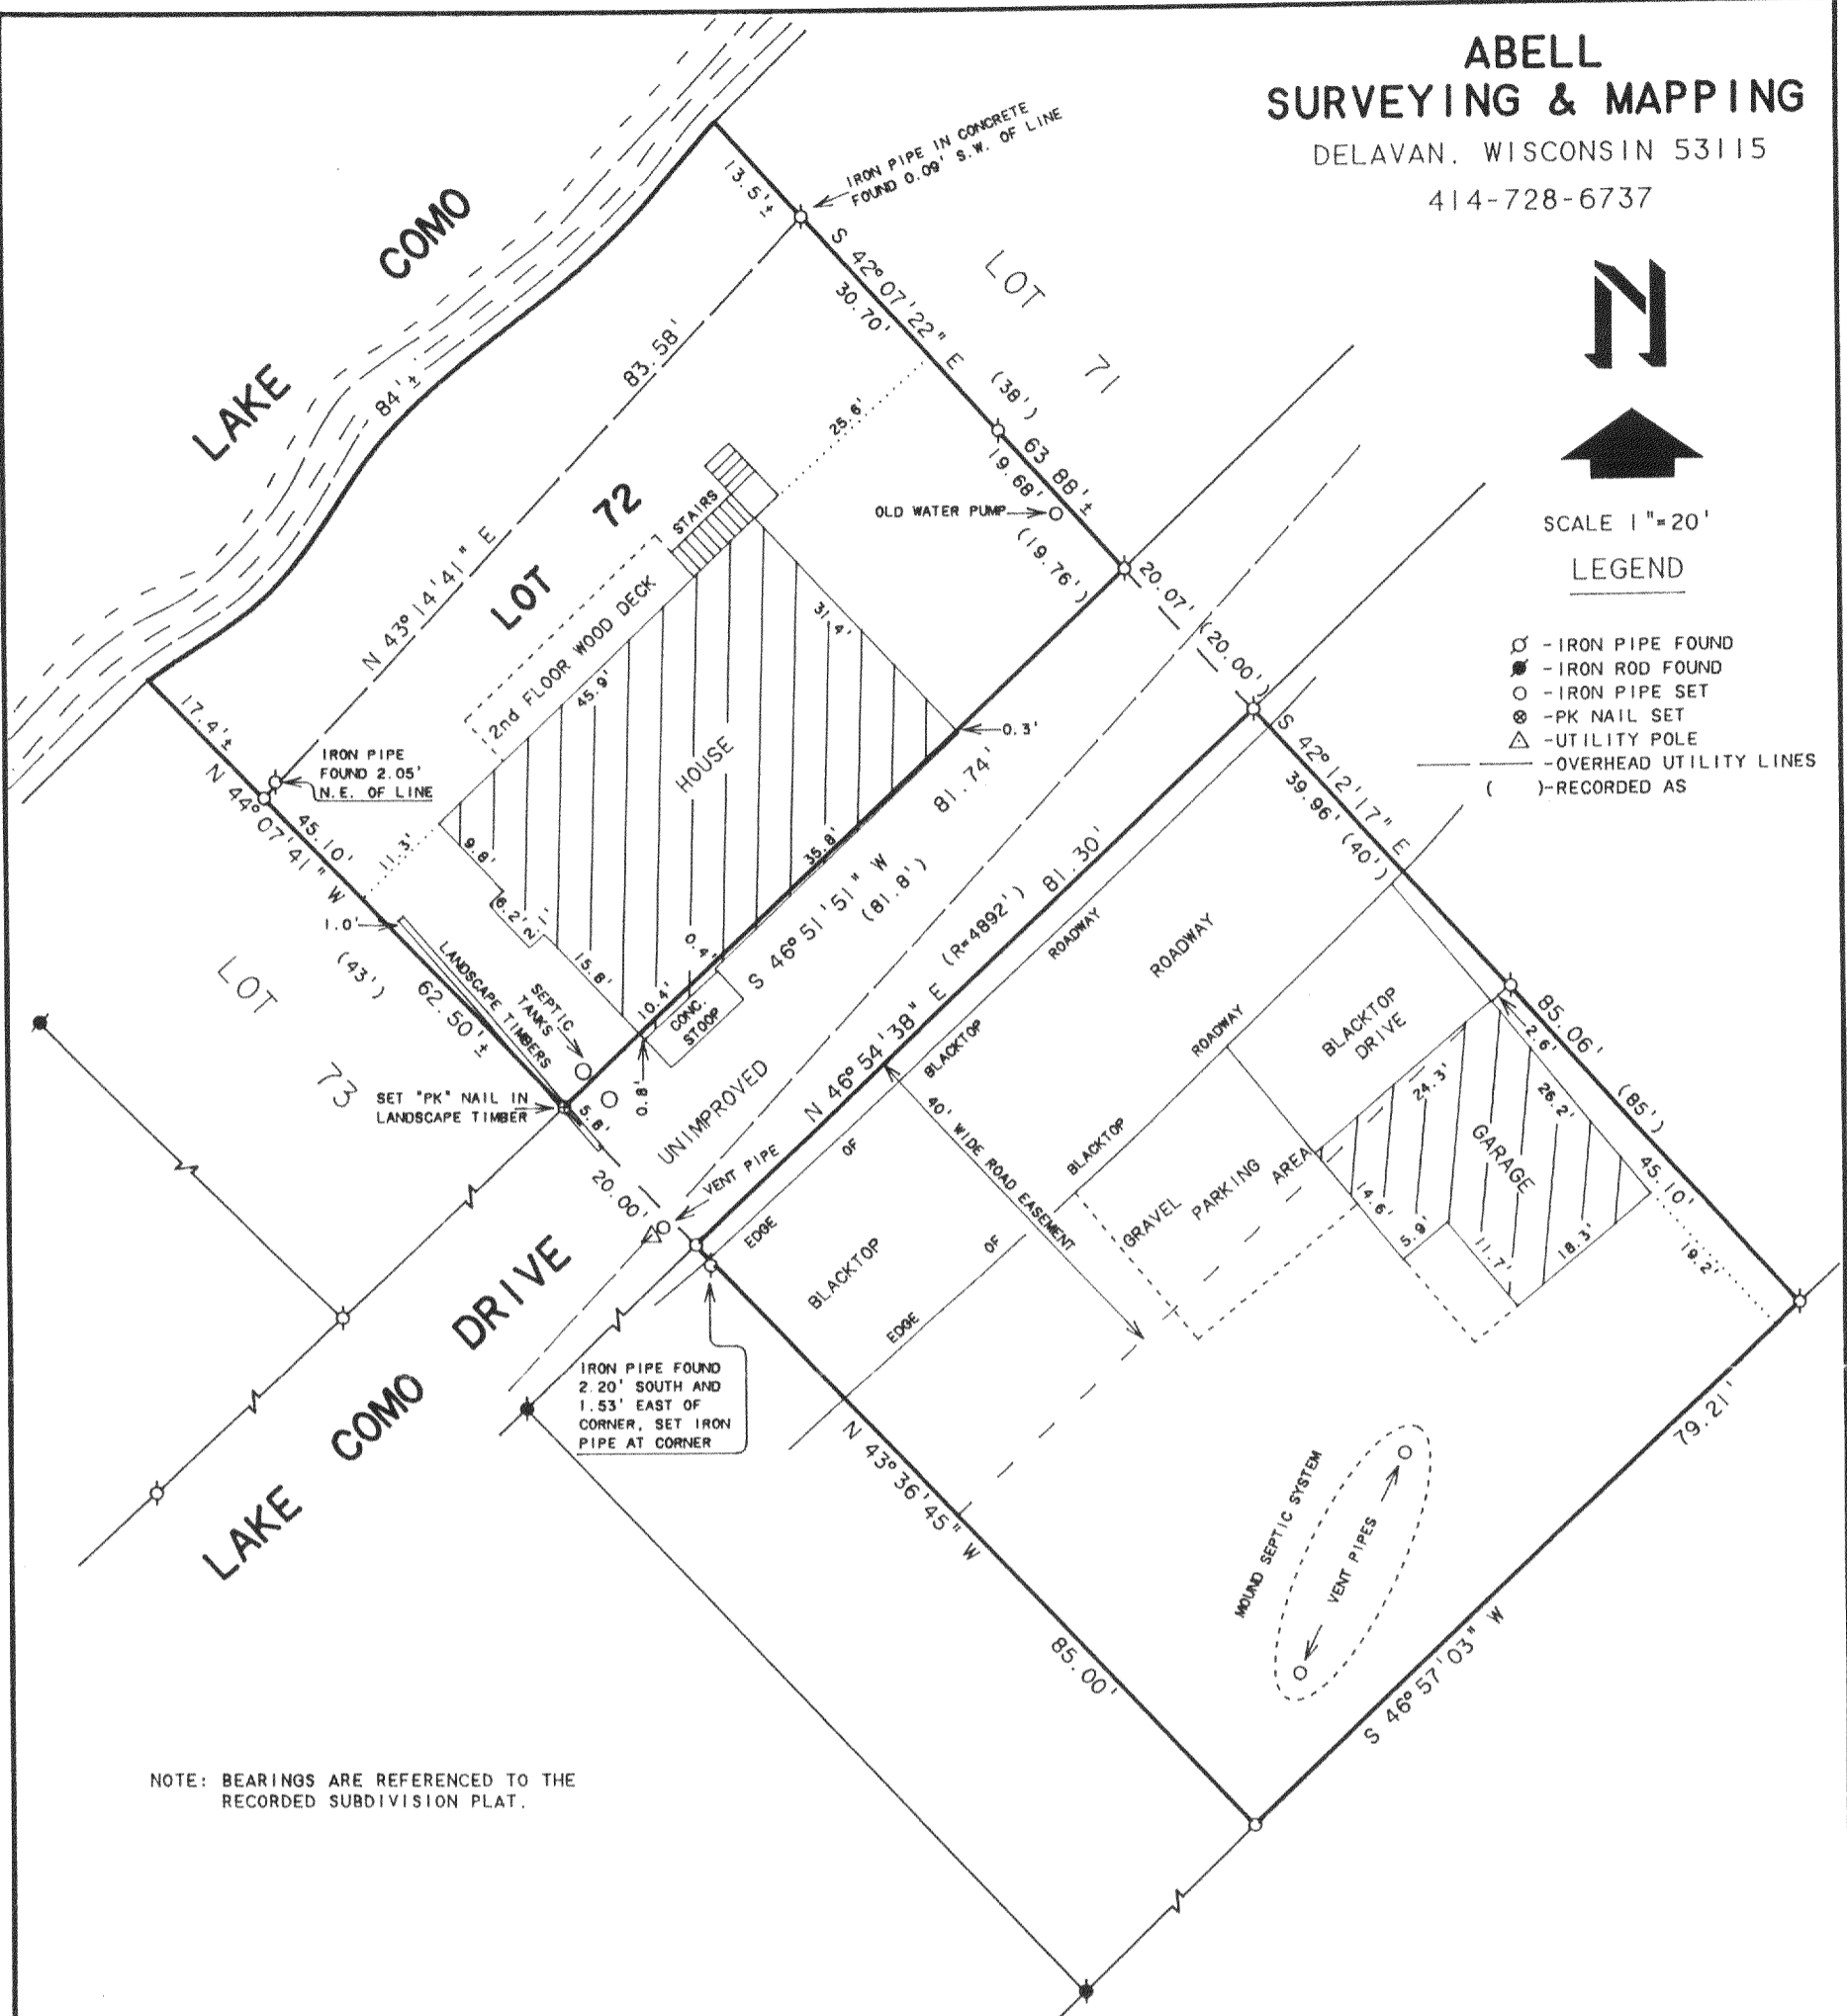 ABELL
SURVEYING & MAPPING
DELAVAN, WISCONSIN 53115
414-728-6737
N
SCALE 1"=20'
LEGEND
-IRON PIPE FOUND
-IRON ROD FOUND
-IRON PIPE SET
-PK NAIL SET
-UTILITY POLE
-OVERHEAD UTILITY LINES
( )-RECORDED AS
LAKE COMO
84'±
13.5'±
IRON PIPE IN CONCRETE
FOUND 0.09' S.W. OF LINE
S 42°07'22" E
30.70'
(38')
63.88'±
19.68'
(19.76')
LOT 71
83.58'
N 43°14'41" E
LOT 72
25.6'
STAIRS
OLD WATER PUMP
2nd FLOOR WOOD DECK
45.9'
31.4'
HOUSE
0.3'
20.07' (20.00')
17.4'±
IRON PIPE
FOUND 2.05'
N.E. OF LINE
N 44°07'41" W
45.10'
11.3'
9.8'
6.2'
2.1'
15.8'
10.4'
0.4'
35.8'
81.74'
S 46°51'51" W
(81.8')
1.0'
(43')
62.50'±
LANDSCAPE TIMBERS
SEPTIC
TANKS
CONC.
STOOP
0.8'
LOT 73
SET "PK" NAIL IN
LANDSCAPE TIMBER
5.8'
20.00'
UNIMPROVED
VENT PIPE
N 46°54'38" E (R=4892') 81.30'
S 42°12'17" E
39.96' (40')
EDGE OF BLACKTOP ROADWAY
BLACKTOP ROADWAY
EDGE OF BLACKTOP ROADWAY
40' WIDE ROAD EASEMENT
BLACKTOP
DRIVE
GRAVEL PARKING AREA
2.6'
24.3'
26.2'
GARAGE
14.6'
5.9'
11.7'
18.3'
85.06'
(85')
45.10'
19.2'
LAKE COMO DRIVE
IRON PIPE FOUND
2.20' SOUTH AND
1.53' EAST OF
CORNER, SET IRON
PIPE AT CORNER
N 43°36'45" W
85.00'
MOUND SEPTIC SYSTEM
VENT PIPES
79.21'
S 46°57'03" W
NOTE: BEARINGS ARE REFERENCED TO THE
RECORDED SUBDIVISION PLAT.